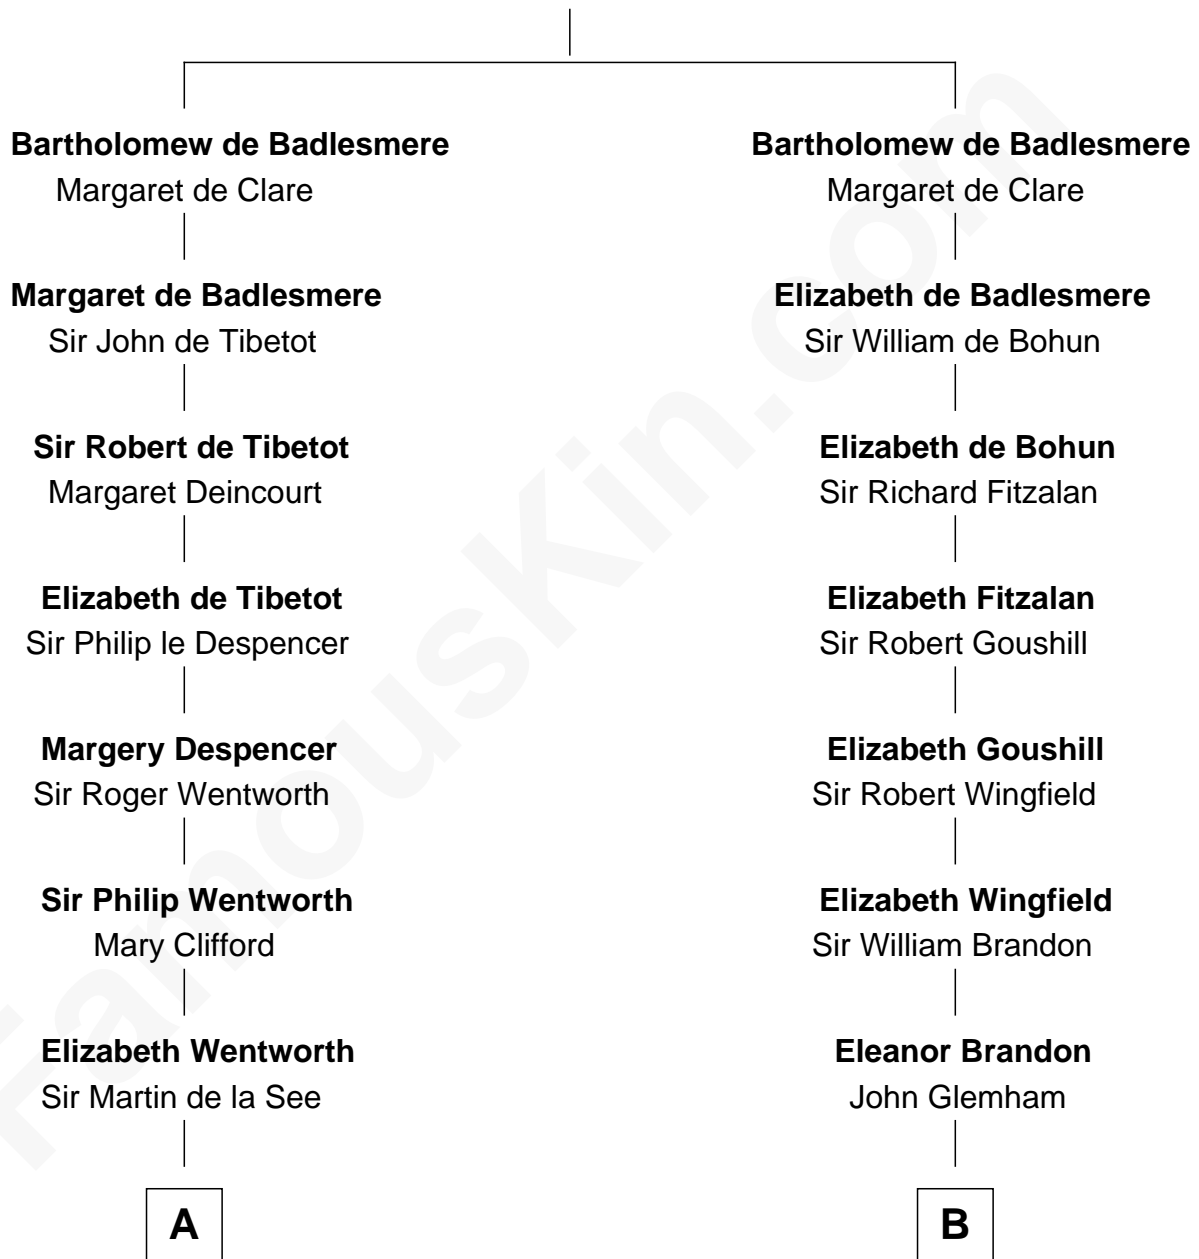 Bartholomew de Badlesmere
Margaret de Clare
Margaret de Badlesmere
Sir John de Tibetot
Sir Robert de Tibetot
Margaret Deincourt
Elizabeth de Tibetot
Sir Philip le Despencer
Margery Despencer
Sir Roger Wentworth
Sir Philip Wentworth
Mary Clifford
Elizabeth Wentworth
Sir Martin de la See
A
Bartholomew de Badlesmere
Margaret de Clare
Elizabeth de Badlesmere
Sir William de Bohun
Elizabeth de Bohun
Sir Richard Fitzalan
Elizabeth Fitzalan
Sir Robert Goushill
Elizabeth Goushill
Sir Robert Wingfield
Elizabeth Wingfield
Sir William Brandon
Eleanor Brandon
John Glemham
B
FamousKin.com